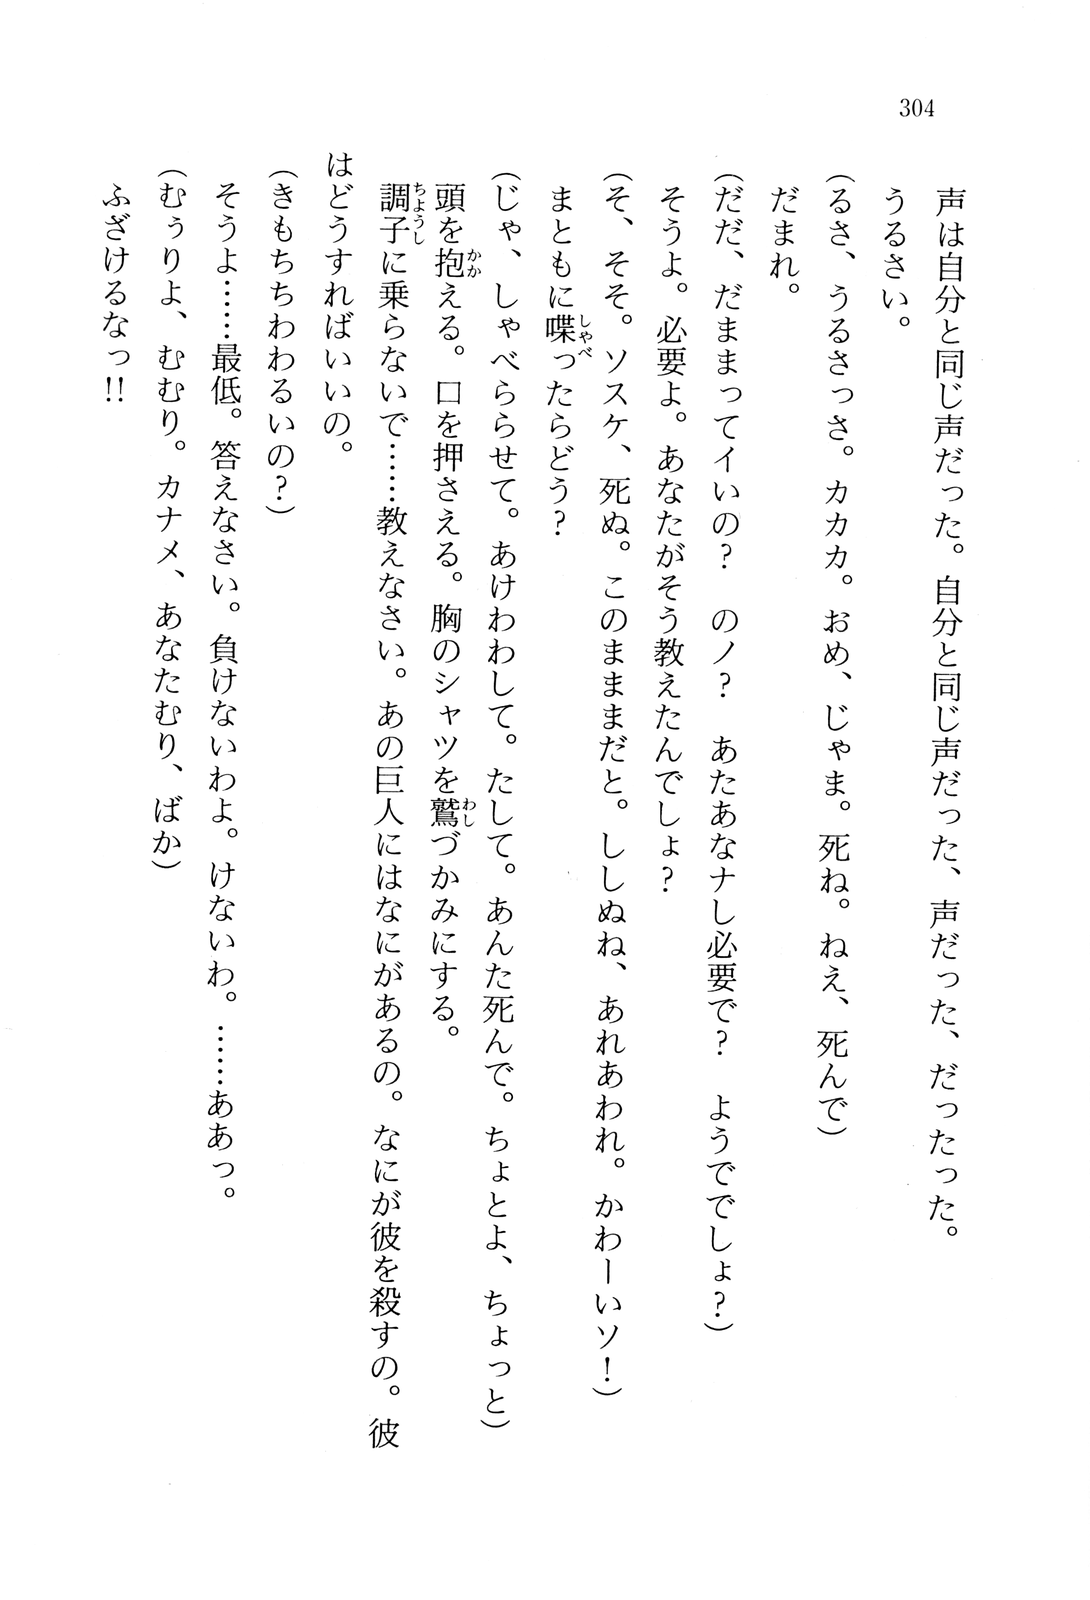 304
声は自分と同じ声だった。自分と同じ声だった、声だった、だったった。
うるさい。
(るさ、うるさっさ。カカカ。おめ、じゃま。死ね。ねえ、死んで)
だまれ。
(だだ、だままってイいの?　のノ?　あたあなナし必要で?　ようででしょ?)
そうよ。必要よ。あなたがそう教えたんでしょ?
(そ、そそ。ソスケ、死ぬ。このまままだと。ししぬね、あれあわれ。かわーいソ!)
まともに喋ったらどう?
(じゃ、しゃべららせて。あけわわして。たして。あんた死んで。ちょとよ、ちょっと)
頭を抱える。口を押さえる。胸のシャツを鷲づかみにする。
調子に乗らないで……教えなさい。あの巨人にはなにがあるの。なにが彼を殺すの。彼
はどうすればいいの。
(きもちちわわるいの?)
そうよ……最低。答えなさい。負けないわよ。けないわ。……ああっ。
(むぅりよ、むむり。カナメ、あなたむり、ばか)
ふざけるなっ!!